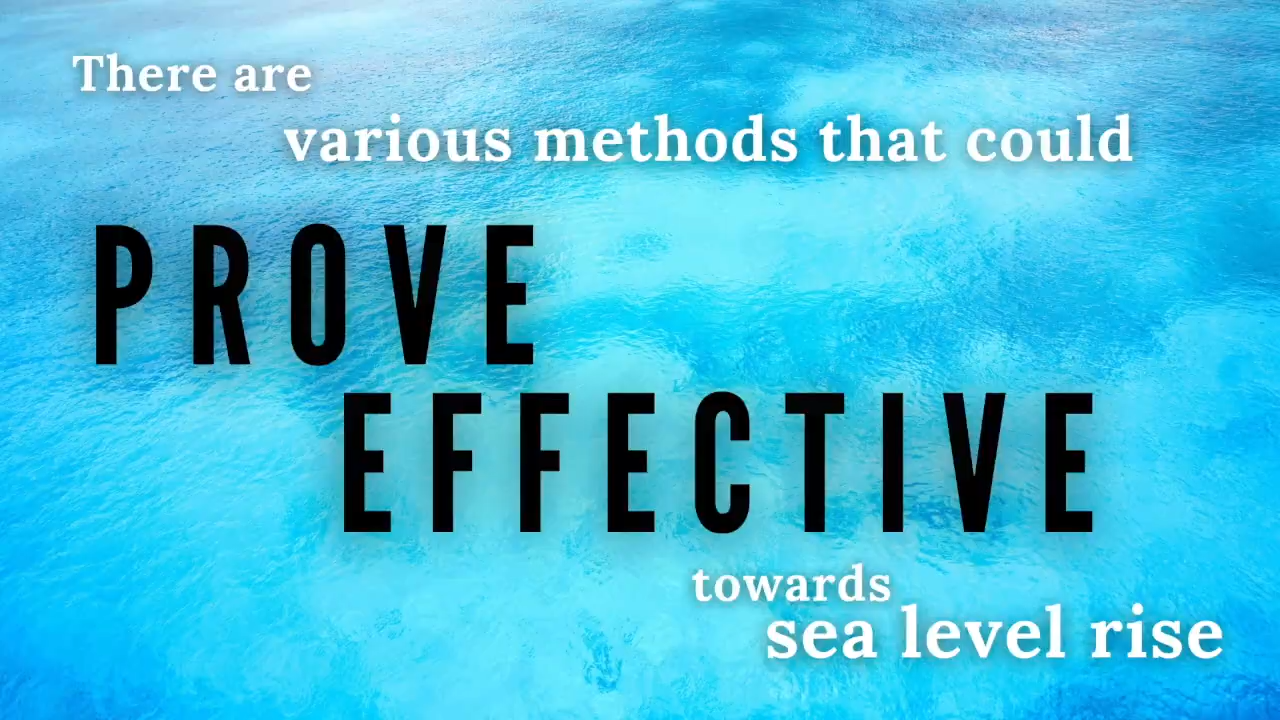 There are
various methods that could
PROVE
EFFECTIVE
towards
sea level rise